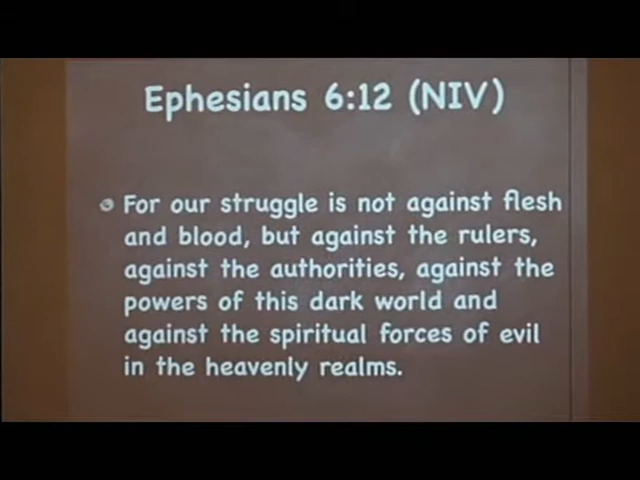 Ephesians 6:12 (NIV)
For our struggle is not against flesh
and blood, but against the rulers,
against the authorities, against the
powers of this dark world and
against the spiritual forces of evil
in the heavenly realms.